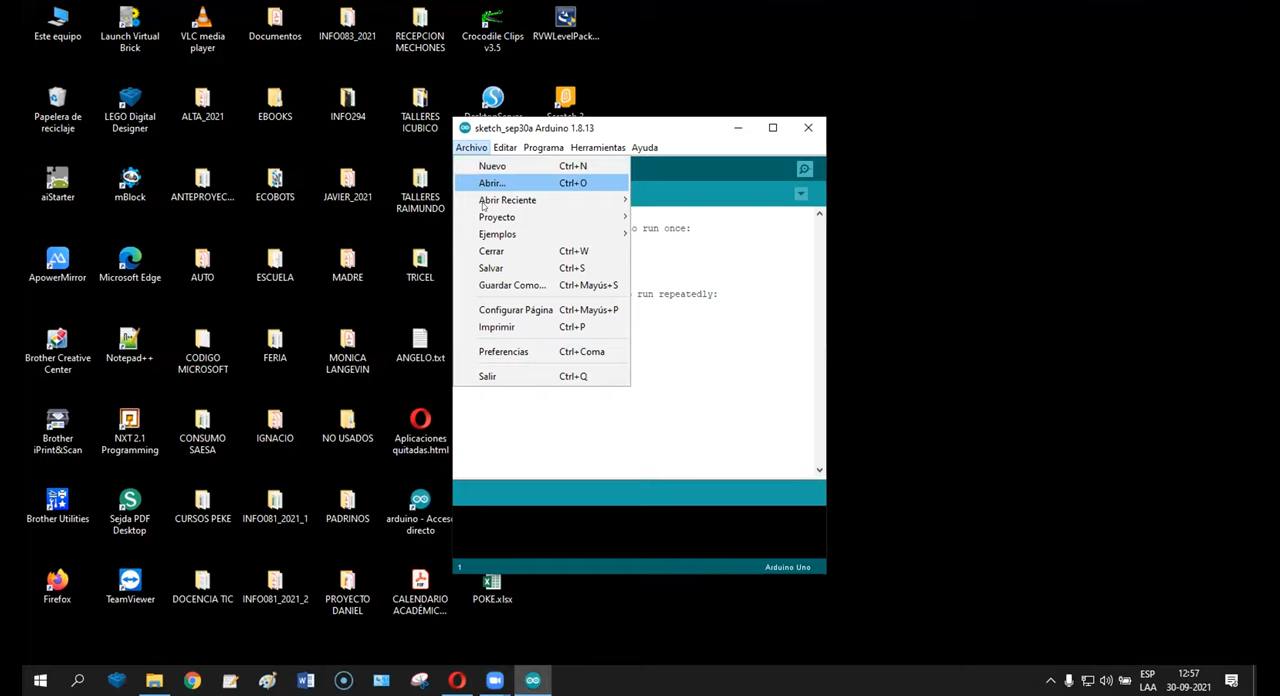 Este equipo
Launch Virtual
Brick
VLC media
player
Documentos
INFO083_2021
RECUPERACION
MECHONES
Crocodile Clips
v3.5
RVWLevelPack...
Papelera de
reciclaje
LEGO Digital
Designer
ALTA_2021
EBOOKS
INFO294
TALLERES
ICUBICO
aiStarter
mBlock
ANTEPROYEC...
ECOBOTS
JAVIER_2021
TALLERES
RAIMUNDO
ApowerMirror
Microsoft Edge
AUTO
ESCUELA
MADRE
TRICEL
Brother Creative
Center
Notepad++
CODIGO
MICROSOFT
FERIA
MONICA
LANGEVIN
ANGELO.txt
Brother
iPrint&Scan
NXT 2.1
Programming
CONSUMO
SAESA
IGNACIO
NO USADOS
Aplicaciones
quitadas.html
Brother Utilities
Sejda PDF
Desktop
CURSOS PEKE
INFO081_2021_1
PADRINOS
arduino - Acceso
directo
Firefox
TeamViewer
DOCENCIA TIC
INFO081_2021_2
PROYECTO
DANIEL
CALENDARIO
ACADÉMIC...
POKE.xlsx
sketch_sep30a Arduino 1.8.13
Archivo Editar Programa Herramientas Ayuda
Nuevo Ctrl+N
Abrir... Ctrl+O
Abrir Reciente
Proyecto
Ejemplos
Cerrar Ctrl+W
Salvar Ctrl+S
Guardar Como... Ctrl+Mayús+S
Configurar Página Ctrl+Mayús+P
Imprimir Ctrl+P
Preferencias Ctrl+Coma
Salir Ctrl+Q
o run once:
run repeatedly:
1 Arduino Uno
ESP
LAA
12:57
30-09-2021